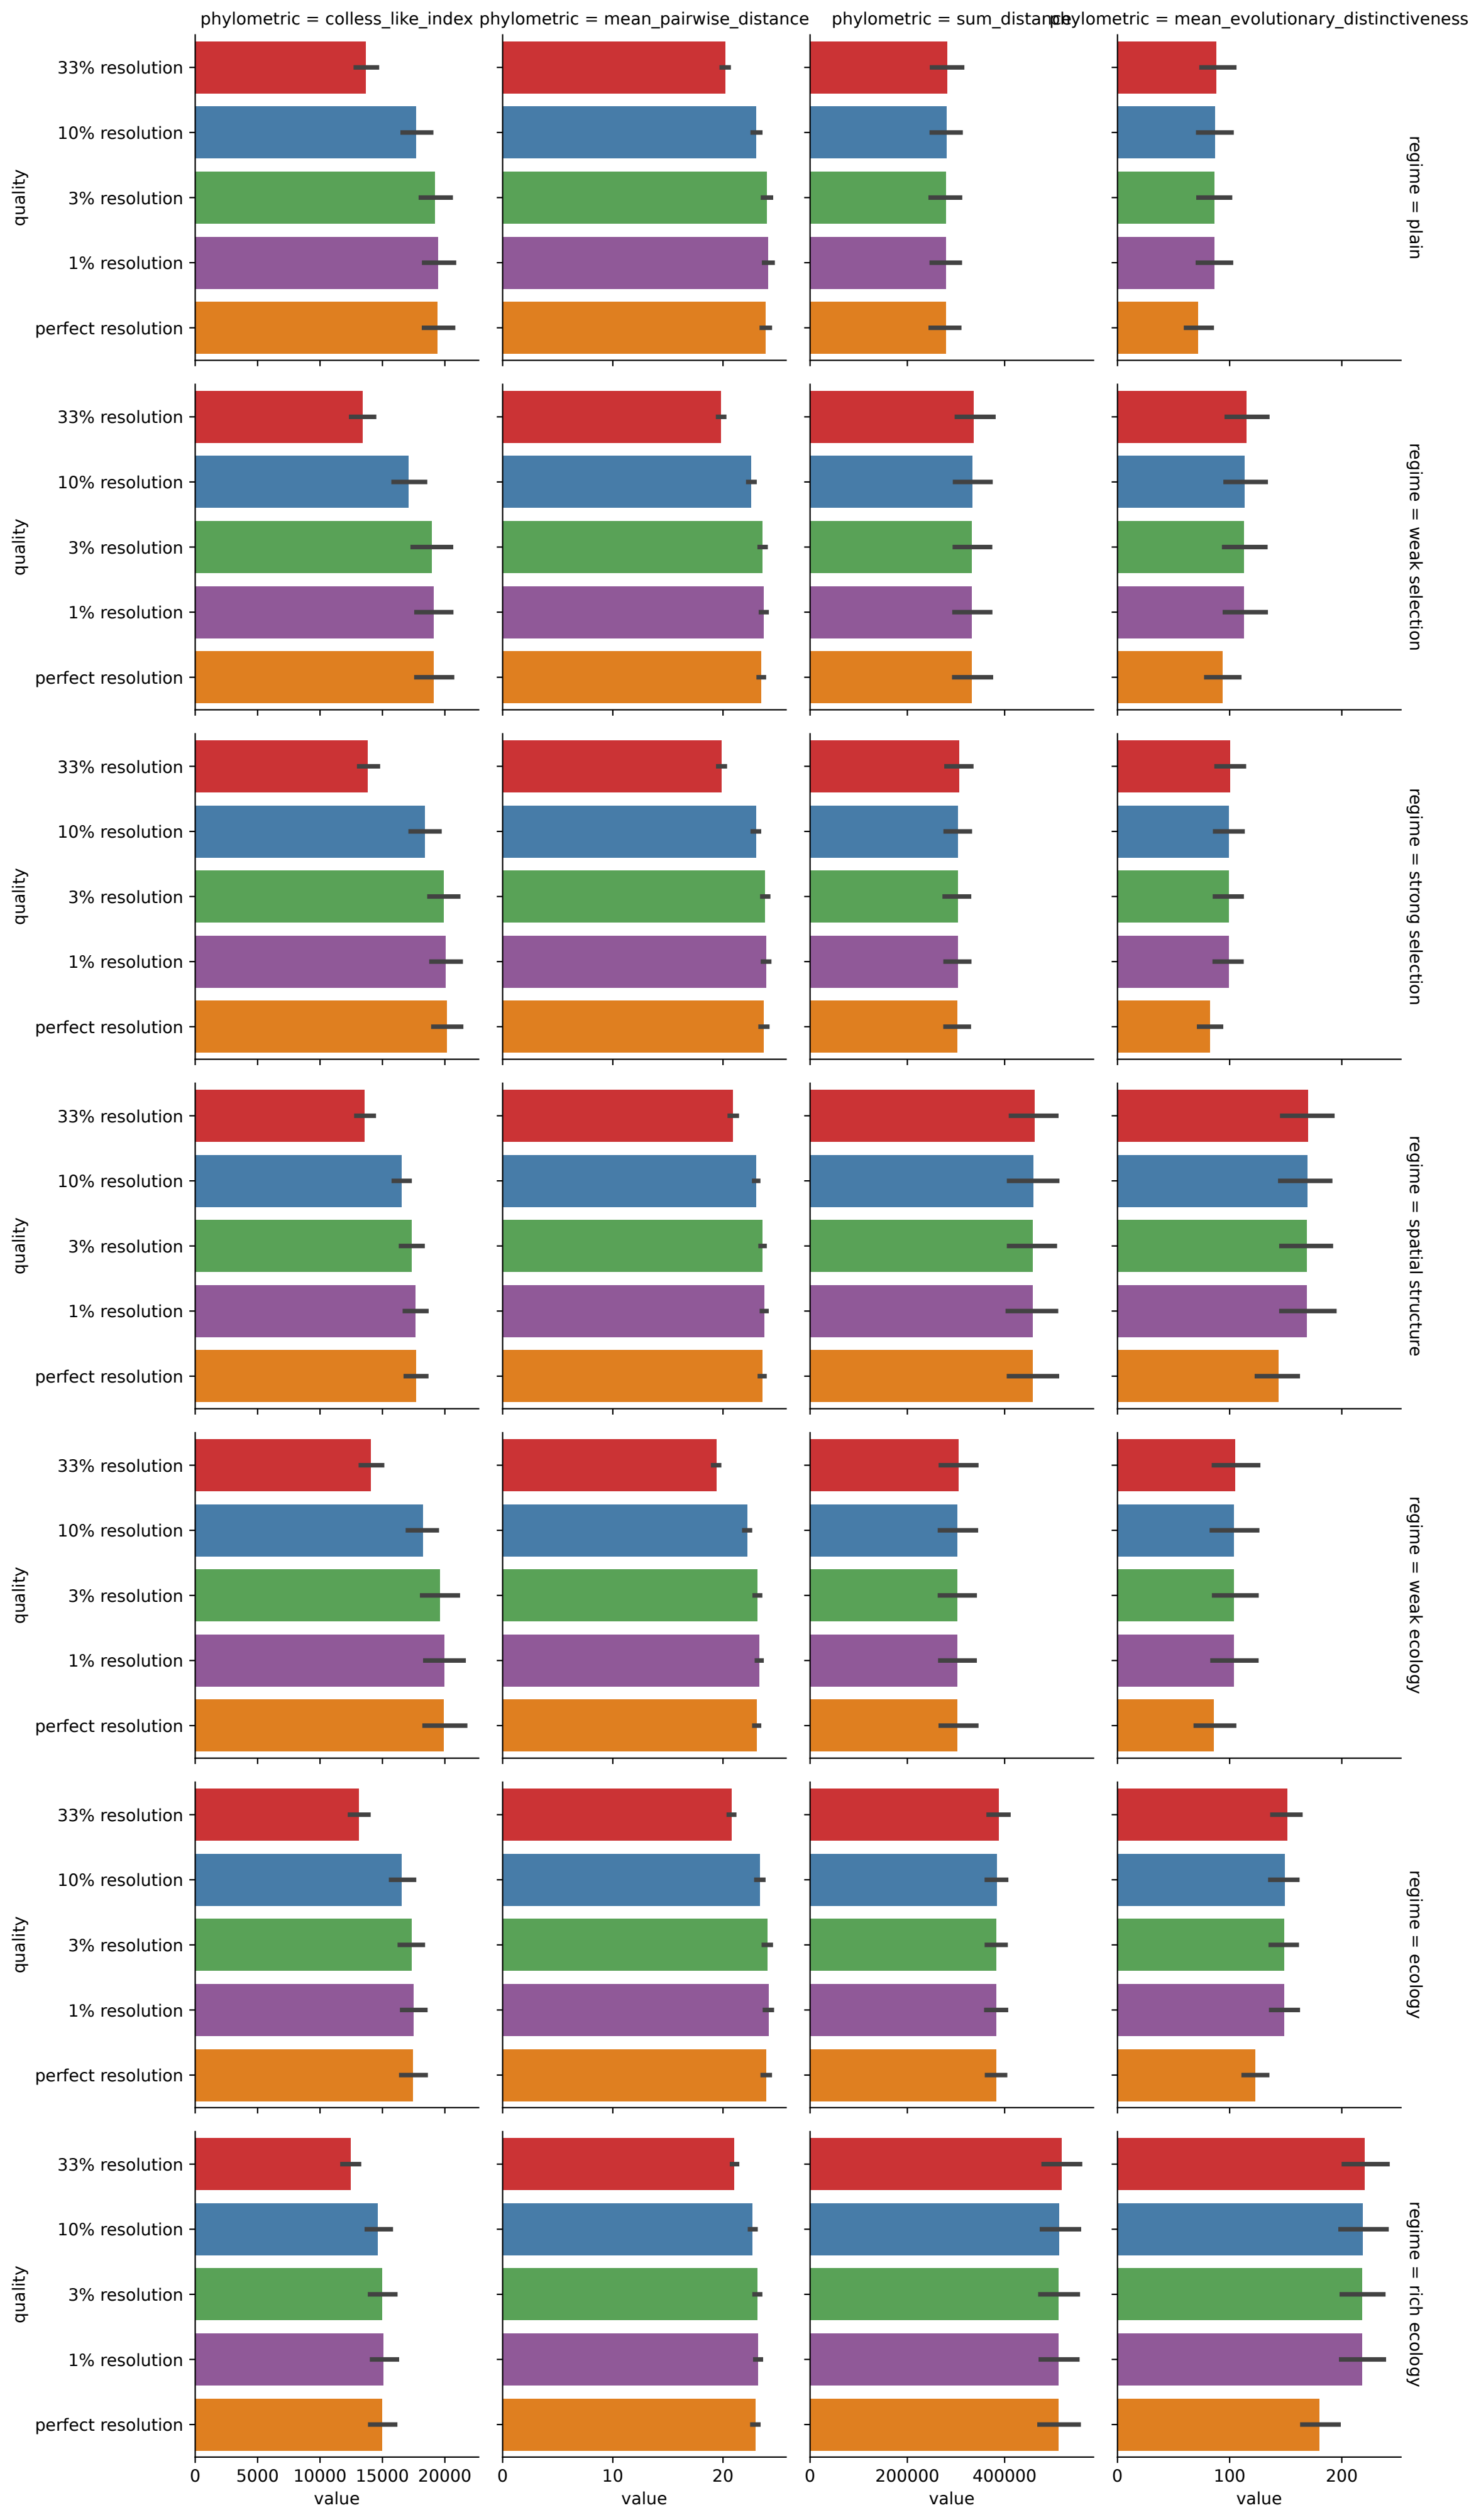 phylometric = colless_like_index
phylometric = mean_pairwise_distance
phylometric = sum_distance
phylometric = mean_evolutionary_distinctiveness
33% resolution
10% resolution
3% resolution
1% resolution
perfect resolution
quality
regime = plain
33% resolution
10% resolution
3% resolution
1% resolution
perfect resolution
quality
regime = weak selection
33% resolution
10% resolution
3% resolution
1% resolution
perfect resolution
quality
regime = strong selection
33% resolution
10% resolution
3% resolution
1% resolution
perfect resolution
quality
regime = spatial structure
33% resolution
10% resolution
3% resolution
1% resolution
perfect resolution
quality
regime = weak ecology
33% resolution
10% resolution
3% resolution
1% resolution
perfect resolution
quality
regime = ecology
33% resolution
10% resolution
3% resolution
1% resolution
perfect resolution
quality
regime = rich ecology
0 5000 10000 15000 20000
value
0 10 20
value
0 200000 400000
value
0 100 200
value